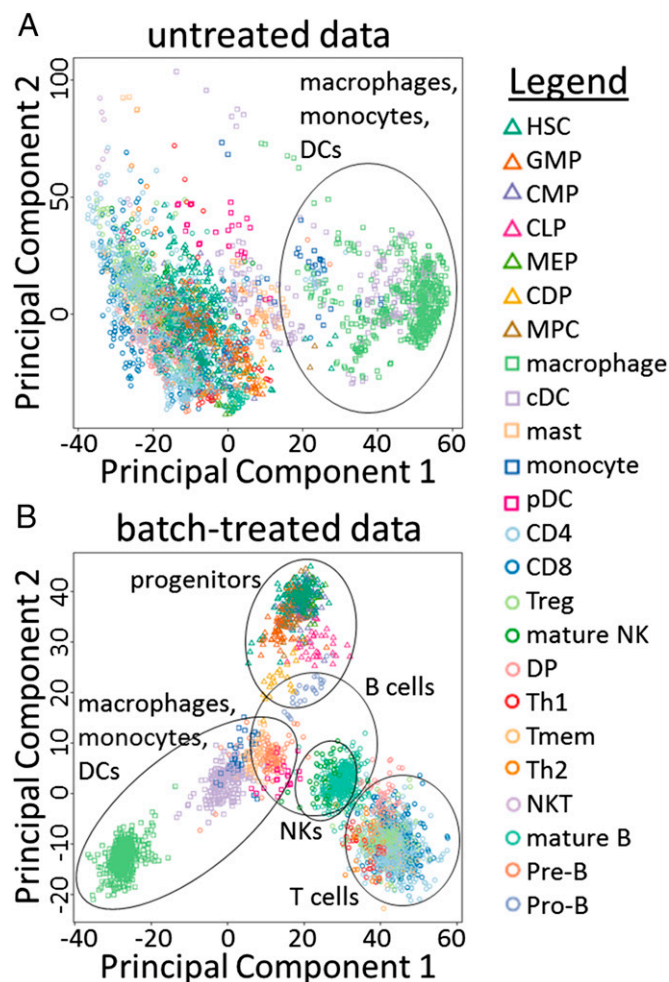 A
untreated data
Principal Component 2
100
50
0
macrophages,
monocytes,
DCs
-40 -20 0 20 40 60
Principal Component 1
B
batch-treated data
Principal Component 2
40
30
20
10
0
-10
-20
progenitors
B cells
macrophages,
monocytes,
DCs
NKs
T cells
-40 -20 0 20 40 60
Principal Component 1
Legend
HSC
GMP
CMP
CLP
MEP
CDP
MPC
macrophage
cDC
mast
monocyte
pDC
CD4
CD8
Treg
mature NK
DP
Th1
Tmem
Th2
NKT
mature B
Pre-B
Pro-B